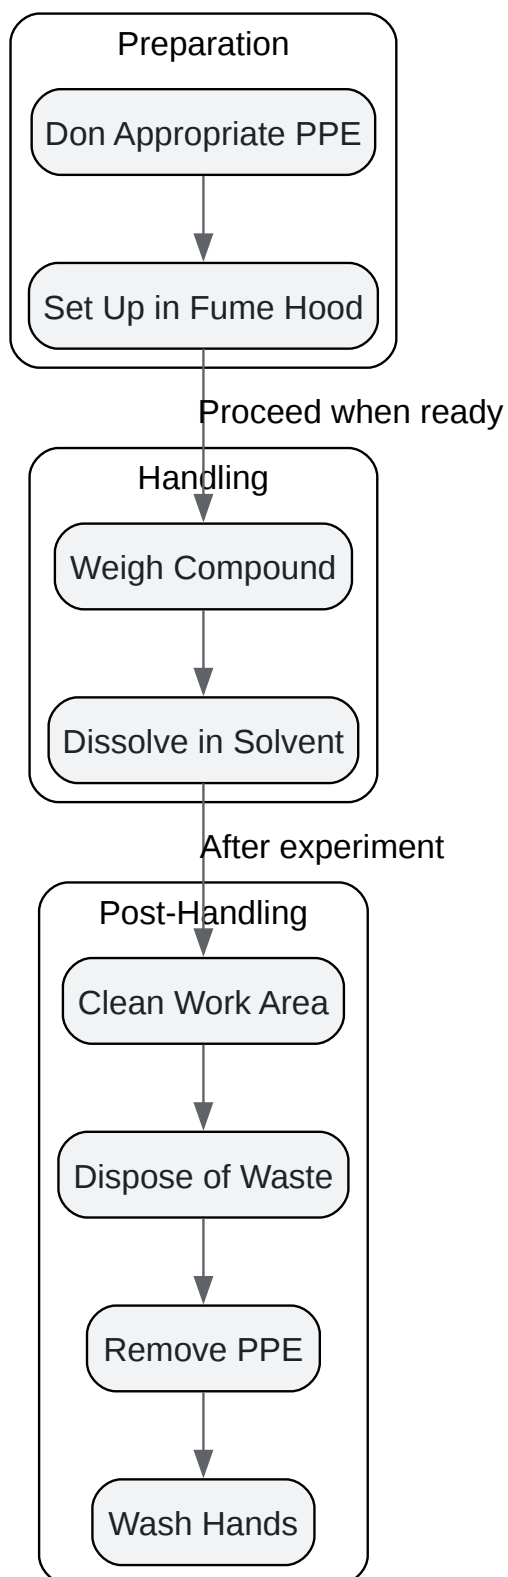 Preparation
Don Appropriate PPE
Set Up in Fume Hood
Proceed when ready
Handling
Weigh Compound
Dissolve in Solvent
After experiment
Post-Handling
Clean Work Area
Dispose of Waste
Remove PPE
Wash Hands